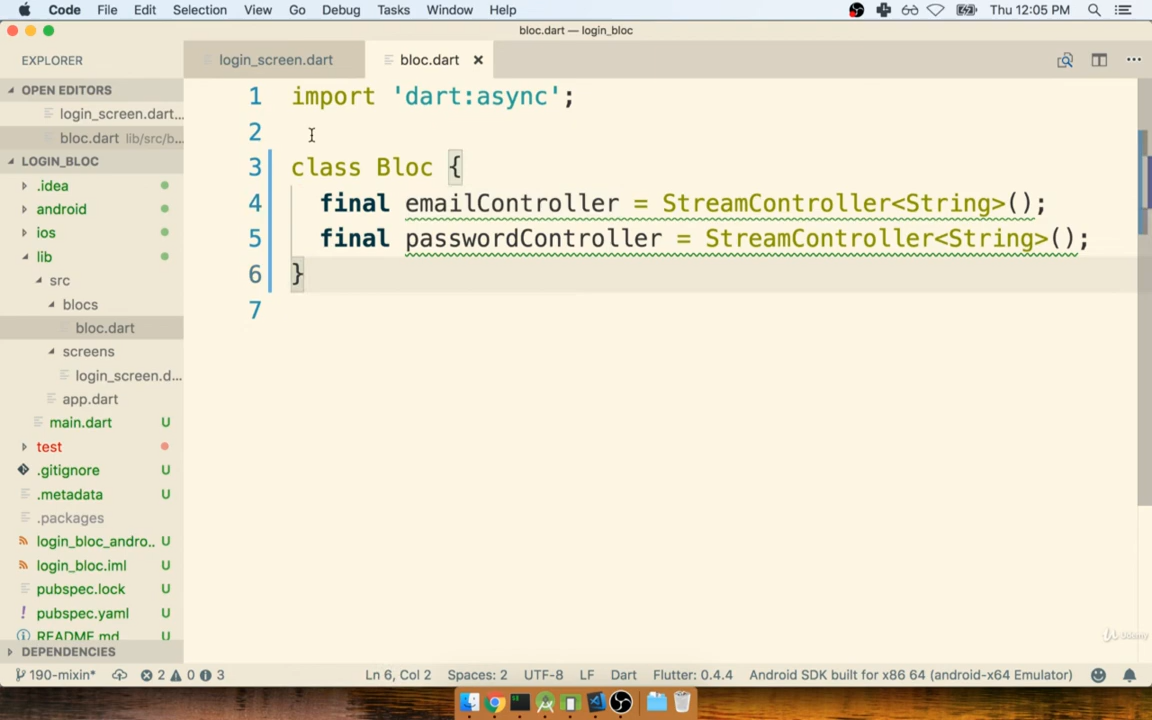 Code File Edit Selection View Go Debug Tasks Window Help Thu 12:05 PM
bloc.dart — login_bloc
EXPLORER
login_screen.dart
bloc.dart
OPEN EDITORS
login_screen.dart...
bloc.dart lib/src/b...
LOGIN_BLOC
.idea
android
ios
lib
src
blocs
bloc.dart
screens
login_screen.d...
app.dart
main.dart U
test
.gitignore U
.metadata U
.packages
login_bloc_andro.. U
login_bloc.iml U
pubspec.lock U
pubspec.yaml U
README.md U
DEPENDENCIES
1 import 'dart:async';
2
3 class Bloc {
4 final emailController = StreamController<String>();
5 final passwordController = StreamController<String>();
6 }
7
Udemy
190-mixin* 2 0 3 Ln 6, Col 2 Spaces: 2 UTF-8 LF Dart Flutter: 0.4.4 Android SDK built for x86 64 (android-x64 Emulator)